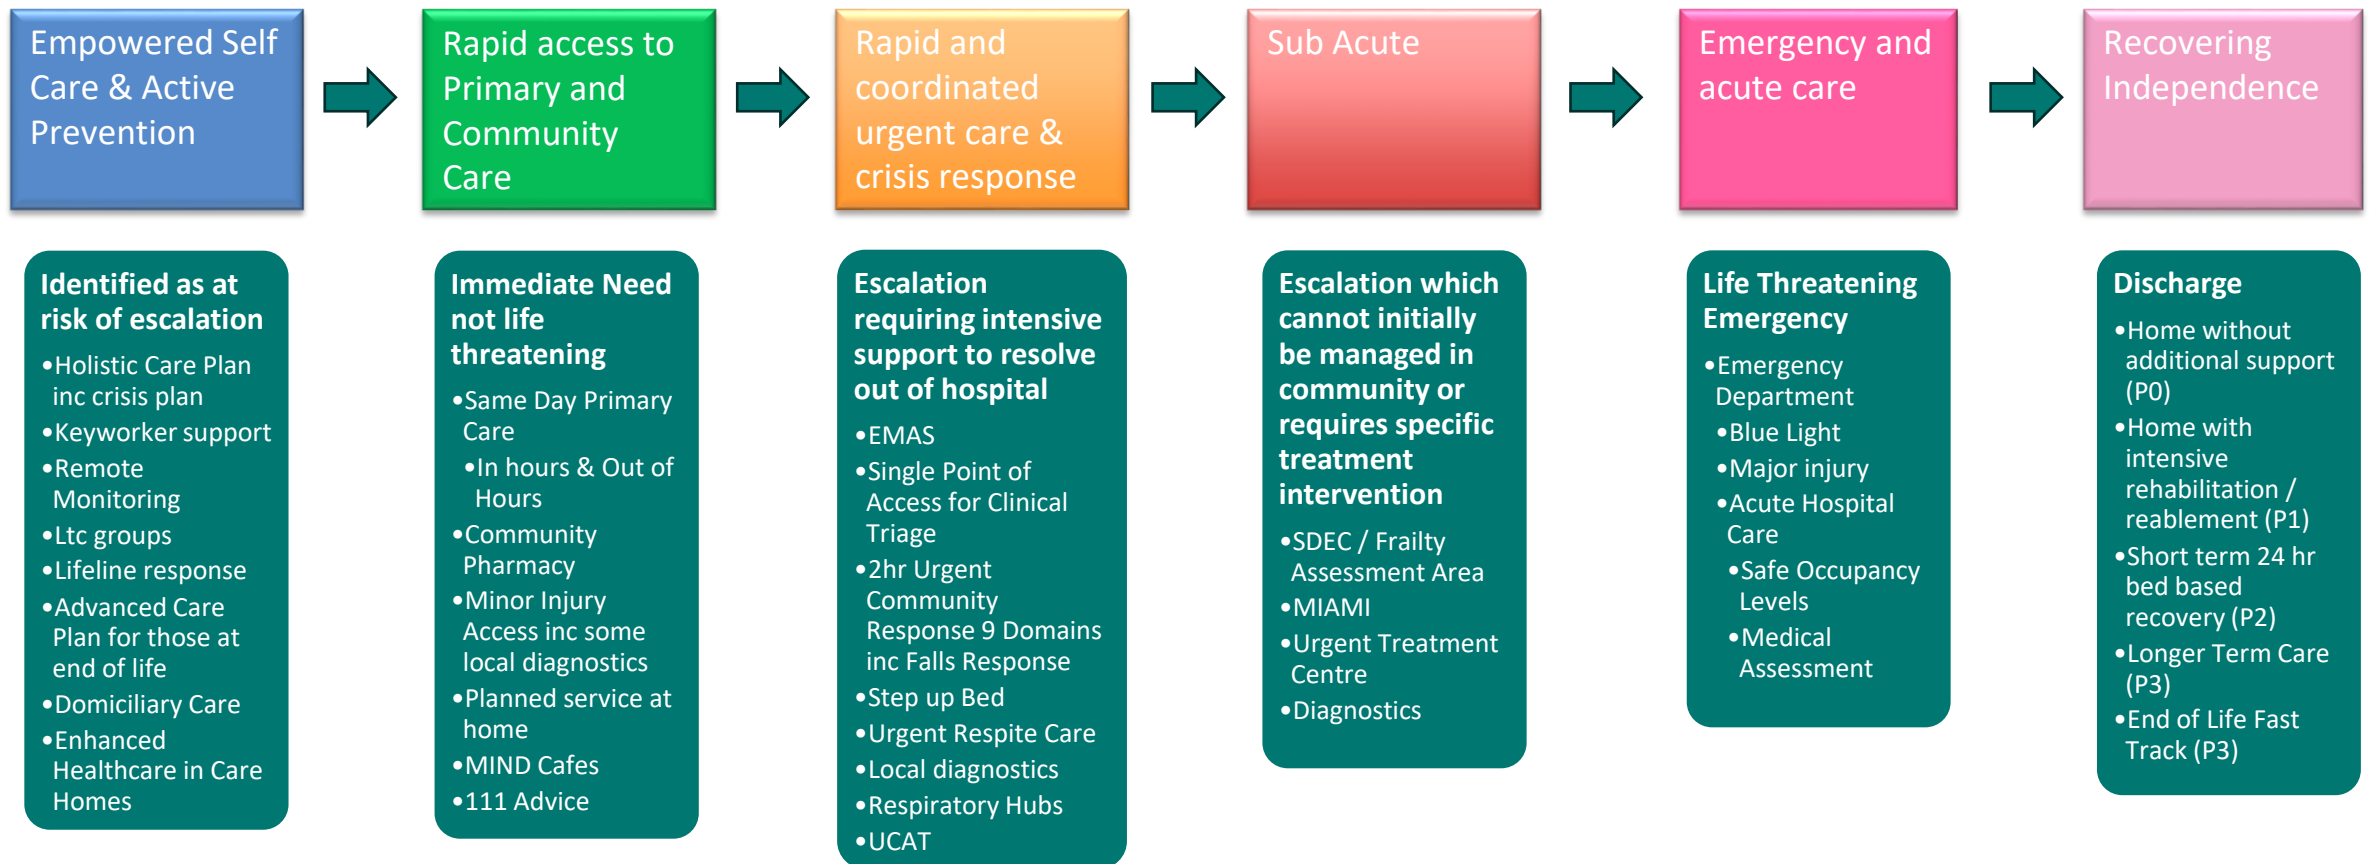 Empowered Self
Care & Active
Prevention
Rapid access to
Primary and
Community
Care
Rapid and
coordinated
urgent care &
crisis response
Sub Acute
Emergency and
acute care
Recovering
Independence
Identified as at
risk of escalation
•Holistic Care Plan
inc crisis plan
•Keyworker support
•Remote
Monitoring
•Ltc groups
•Lifeline response
•Advanced Care
Plan for those at
end of life
•Domiciliary Care
•Enhanced
Healthcare in Care
Homes
Immediate Need
not life
threatening
•Same Day Primary
Care
•In hours & Out of
Hours
•Community
Pharmacy
•Minor Injury
Access inc some
local diagnostics
•Planned service at
home
•MIND Cafes
•111 Advice
Escalation
requiring intensive
support to resolve
out of hospital
•EMAS
•Single Point of
Access for Clinical
Triage
•2hr Urgent
Community
Response 9 Domains
inc Falls Response
•Step up Bed
•Urgent Respite Care
•Local diagnostics
•Respiratory Hubs
•UCAT
Escalation which
cannot initially
be managed in
community or
requires specific
treatment
intervention
•SDEC / Frailty
Assessment Area
•MIAMI
•Urgent Treatment
Centre
•Diagnostics
Life Threatening
Emergency
•Emergency
Department
•Blue Light
•Major injury
•Acute Hospital
Care
•Safe Occupancy
Levels
•Medical
Assessment
Discharge
•Home without
additional support
(P0)
•Home with
intensive
rehabilitation /
reablement (P1)
•Short term 24 hr
bed based
recovery (P2)
•Longer Term Care
(P3)
•End of Life Fast
Track (P3)